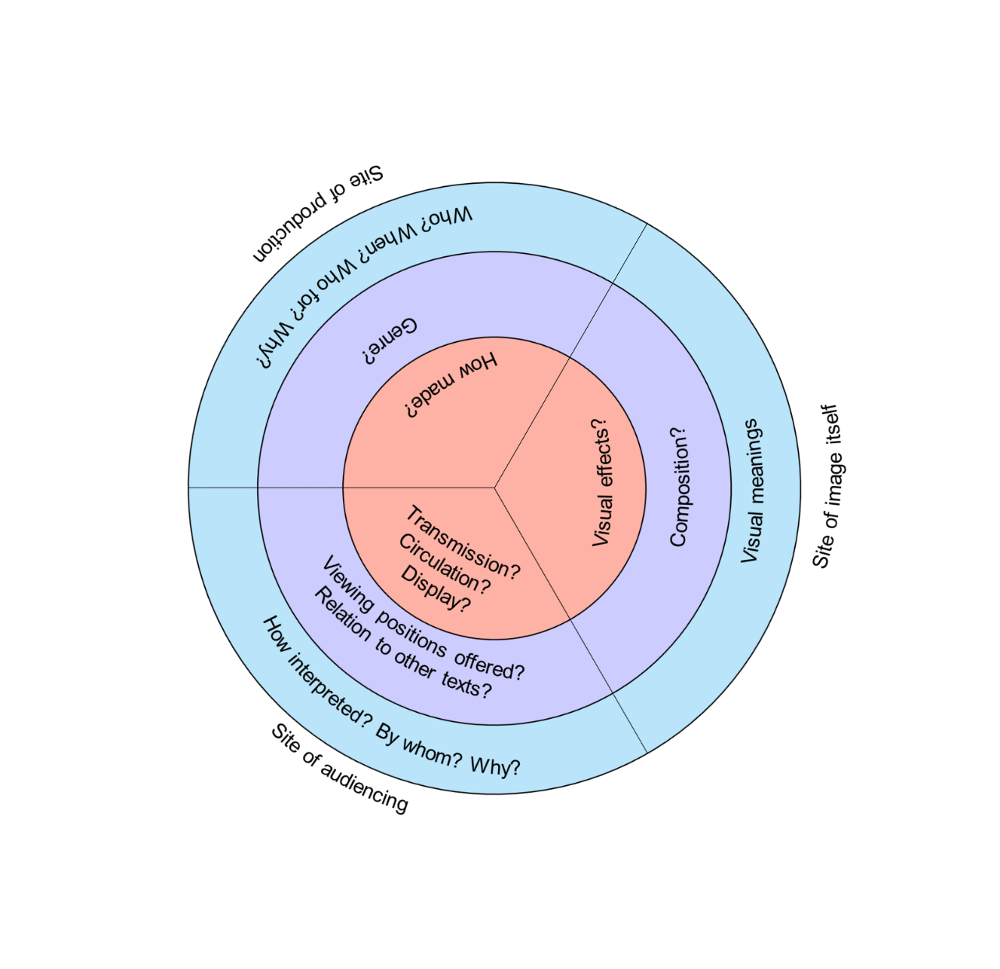 Site of production
Who? When? Who for? Why?
Genre?
How made?
Visual effects?
Composition?
Visual meanings
Site of image itself
Transmission?
Circulation?
Display?
Viewing positions offered?
Relation to other texts?
How interpreted? By whom? Why?
Site of audiencing